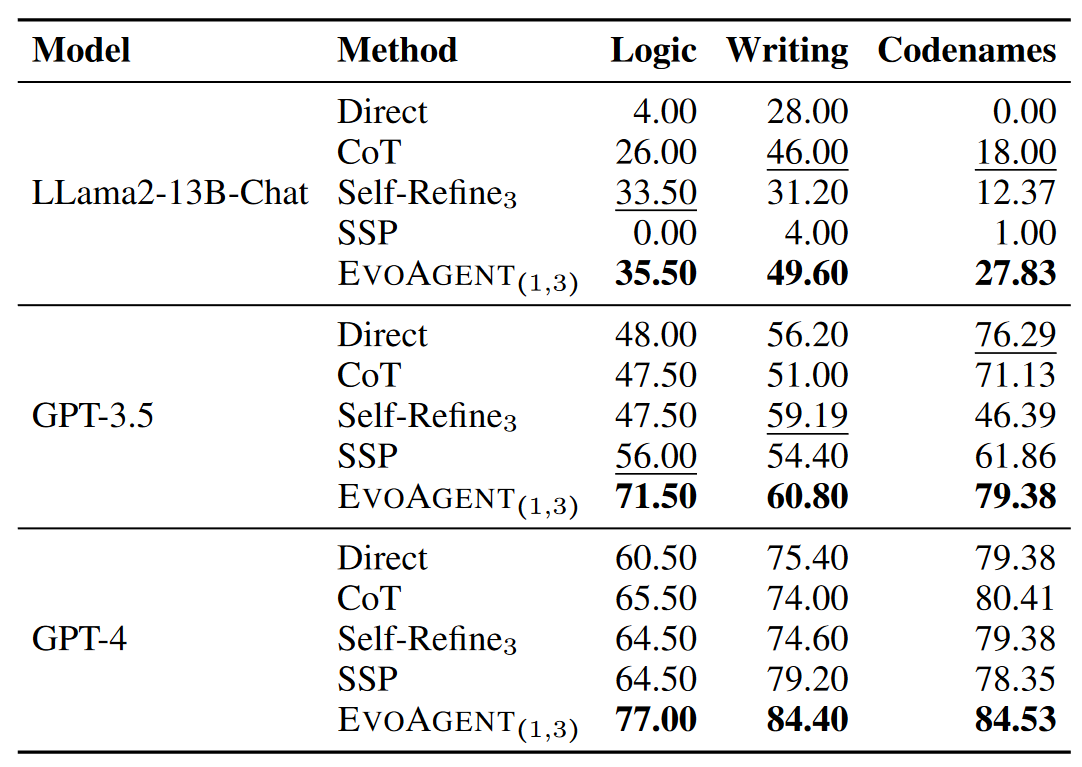 Model Method Logic Writing Codenames
Direct 4.00 28.00 0.00
CoT 26.00 46.00 18.00
LLama2-13B-Chat Self-Refine3 33.50 31.20 12.37
SSP 0.00 4.00 1.00
EVOAGENT(1,3) 35.50 49.60 27.83
Direct 48.00 56.20 76.29
CoT 47.50 51.00 71.13
GPT-3.5 Self-Refine3 47.50 59.19 46.39
SSP 56.00 54.40 61.86
EVOAGENT(1,3) 71.50 60.80 79.38
Direct 60.50 75.40 79.38
CoT 65.50 74.00 80.41
GPT-4 Self-Refine3 64.50 74.60 79.38
SSP 64.50 79.20 78.35
EVOAGENT(1,3) 77.00 84.40 84.53